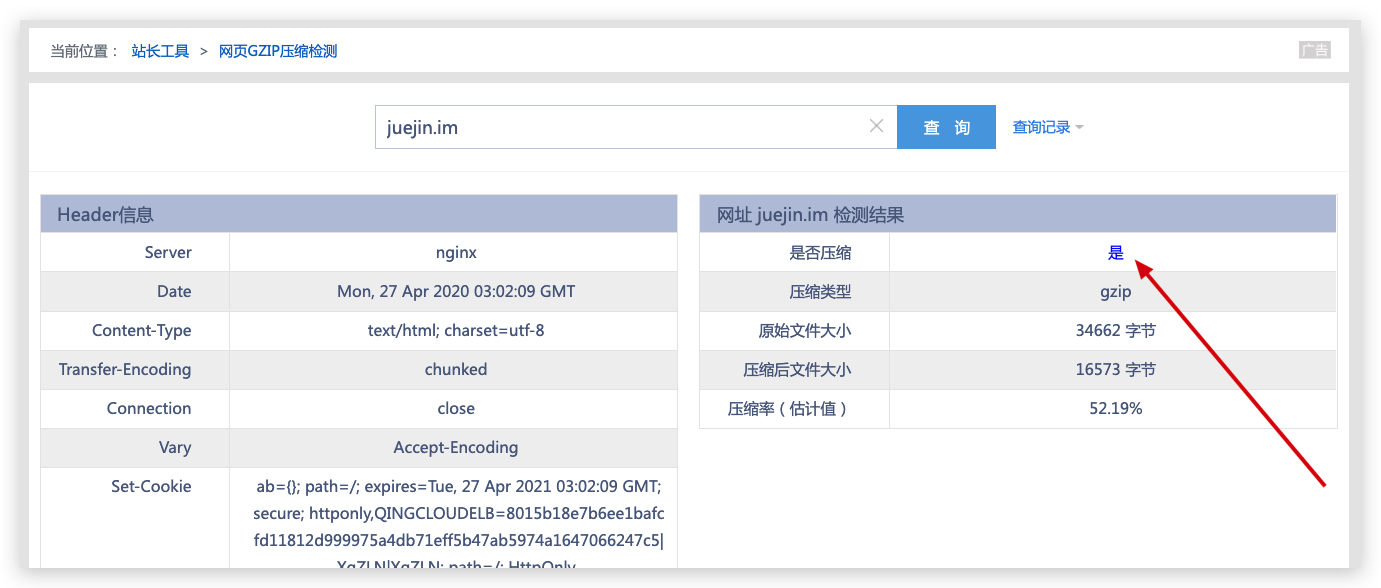 当前位置： 站长工具 > 网页GZIP压缩检测
广告
juejin.im
查 询
查询记录
Header信息
Server nginx
Date Mon, 27 Apr 2020 03:02:09 GMT
Content-Type text/html; charset=utf-8
Transfer-Encoding chunked
Connection close
Vary Accept-Encoding
Set-Cookie ab={}; path=/; expires=Tue, 27 Apr 2021 03:02:09 GMT;
secure; httponly,QINGCLOUDELB=8015b18e7b6ee1bafc
fd11812d999975a4db71eff5b47ab5974a1647066247c5|
XqZLN|XqZLN; path=/; HttpOnly
网址 juejin.im 检测结果
是否压缩 是
压缩类型 gzip
原始文件大小 34662 字节
压缩后文件大小 16573 字节
压缩率（估计值） 52.19%